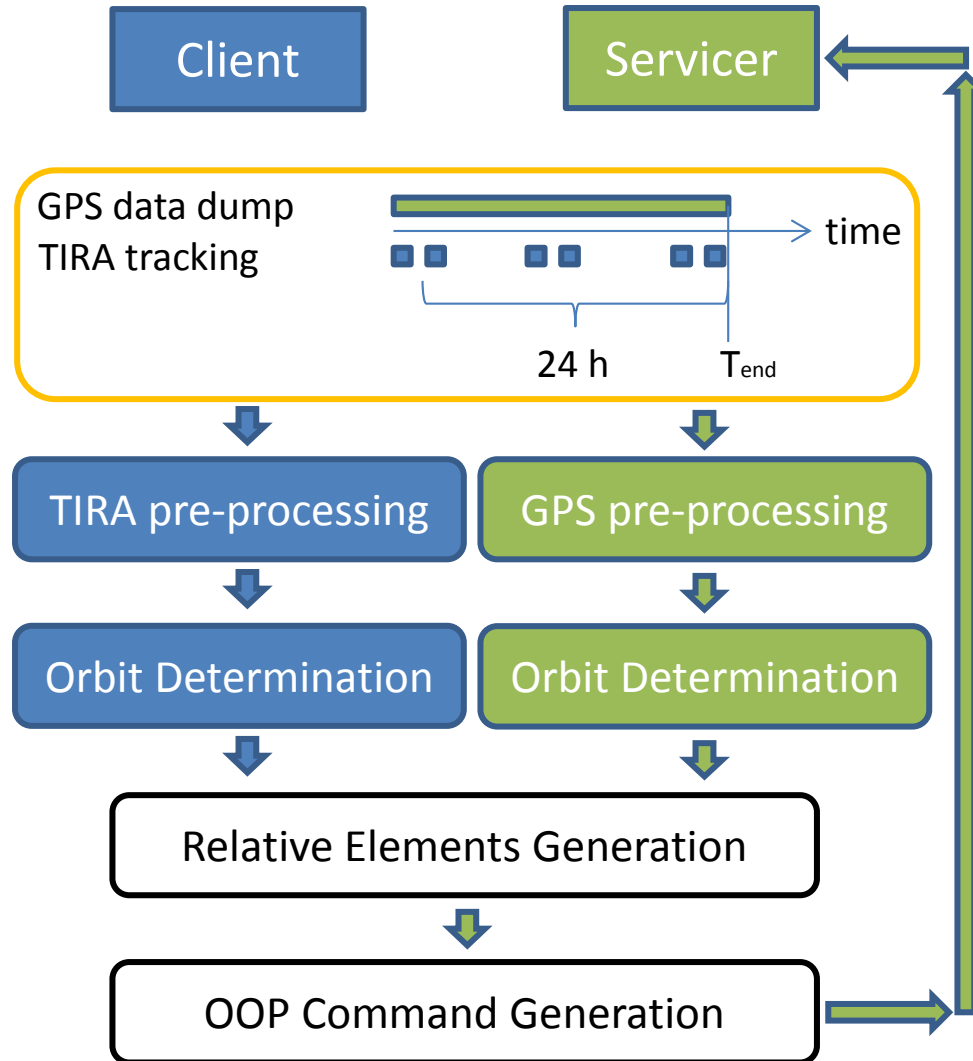 Client
Servicer
GPS data dump
TIRA tracking
time
24 h
Tend
TIRA pre-processing
GPS pre-processing
Orbit Determination
Orbit Determination
Relative Elements Generation
OOP Command Generation